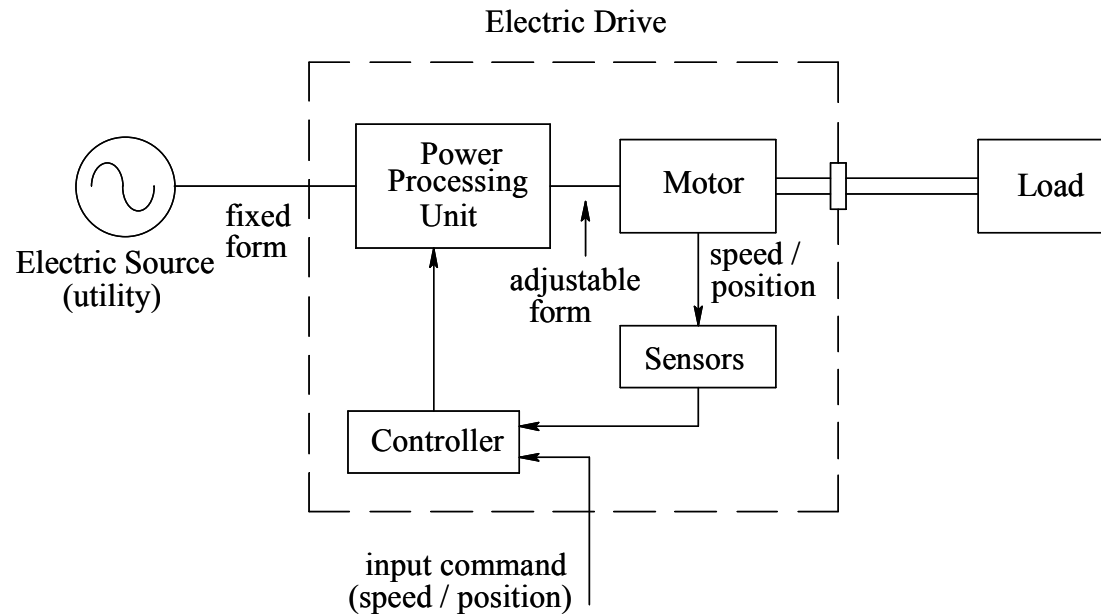 Electric Drive
Power
Processing
Unit
Motor
Load
fixed
form
Electric Source
(utility)
adjustable
form
speed /
position
Sensors
Controller
input command
(speed / position)